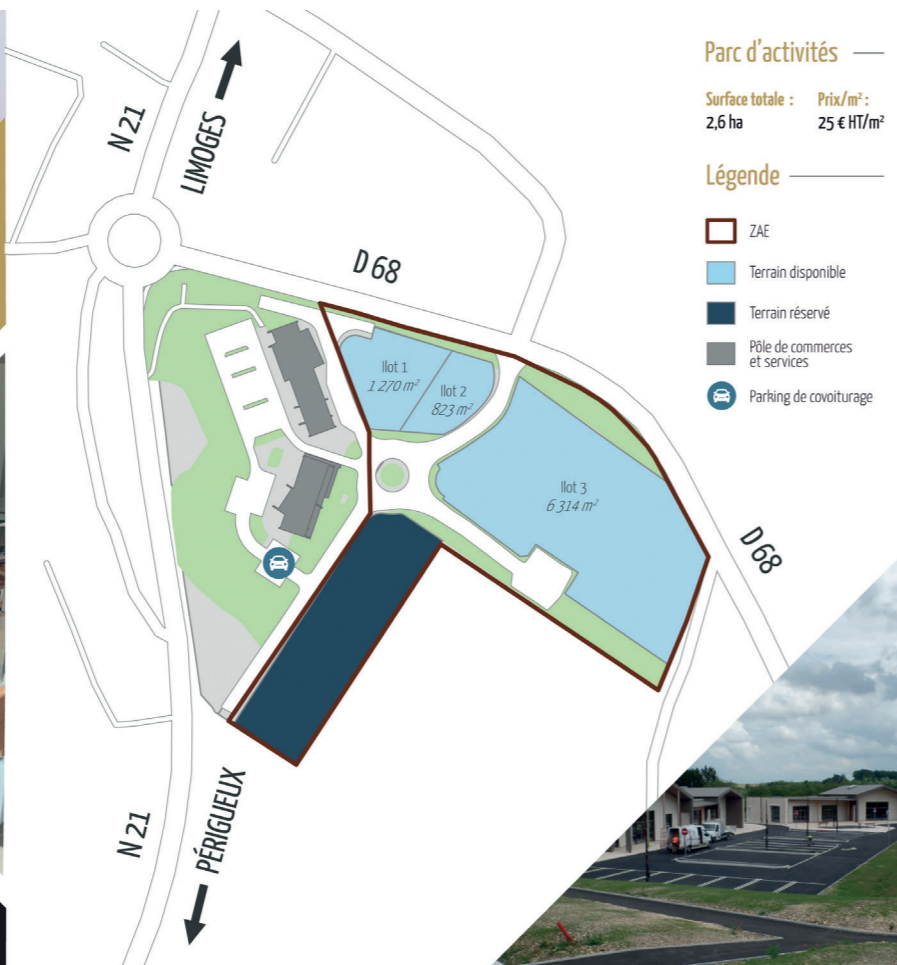 Parc d'activités
Surface totale : Prix/m² :
2,6 ha 25 € HT/m²
Légende
ZAE
Terrain disponible
Terrain réservé
Pôle de commerces
et services
Parking de covoiturage
N 21
LIMOGES
D 68
Ilot 1
1 270 m²
Ilot 2
823 m²
Ilot 3
6 314 m²
D 68
N 21
PÉRIGUEUX